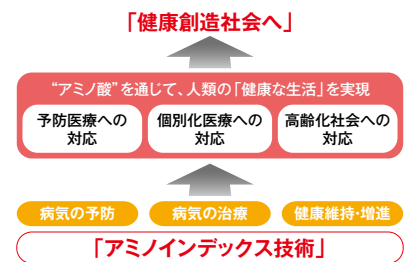 「健康創造社会へ」
“アミノ酸”を通じて、人類の「健康な生活」を実現
予防医療への
対応
個別化医療への
対応
高齢化社会への
対応
病気の予防
病気の治療
健康維持・増進
「アミノインデックス技術」